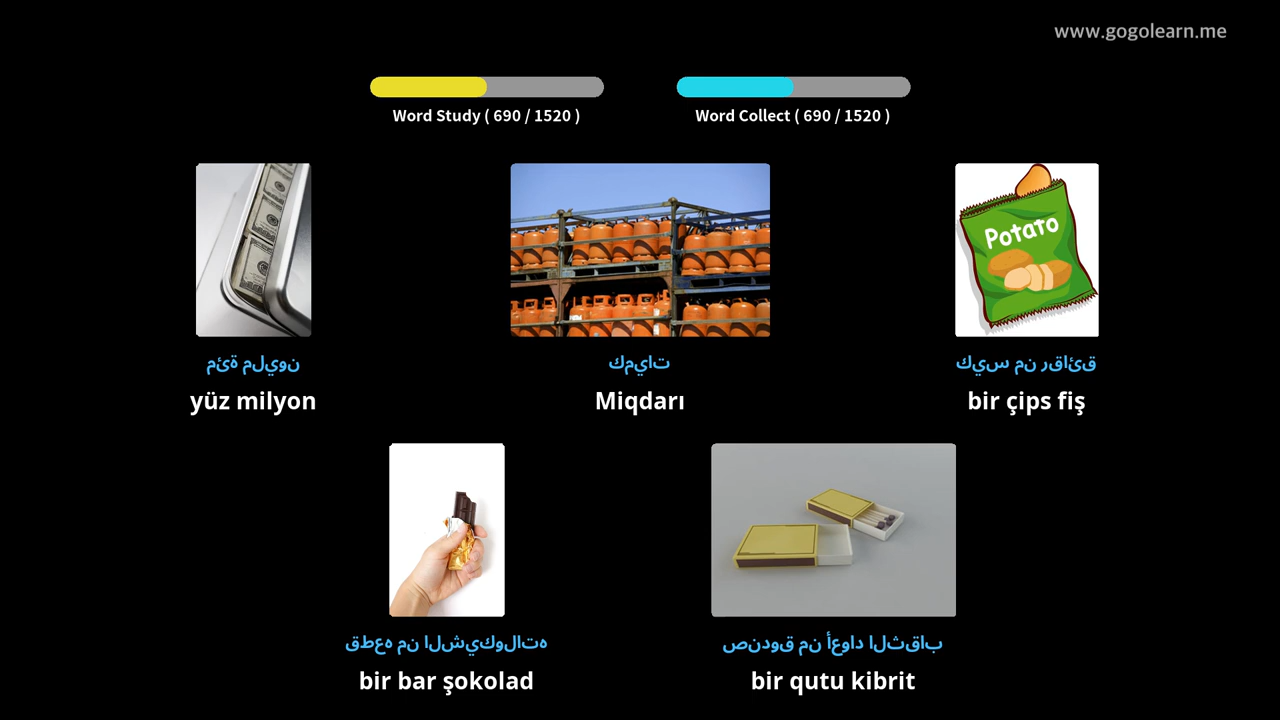 www.gogolearn.me
Word Study ( 690 / 1520 )
Word Collect ( 690 / 1520 )
مئة مليون
yüz milyon
كميات
Miqdarı
كيس من رقائق
bir çips fiş
قطعه من الشيكولاته
bir bar şokolad
صندوق من أعواد الثقاب
bir qutu kibrit
Potato